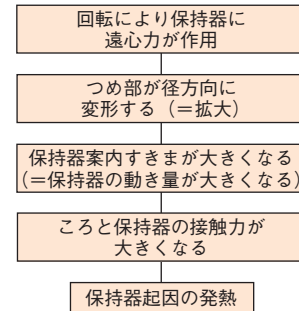 回転により保持器に
遠心力が作用
つめ部が径方向に
変形する（＝拡大）
保持器案内すきまが大きくなる
（＝保持器の動き量が大きくなる）
ころと保持器の接触力が
大きくなる
保持器起因の発熱